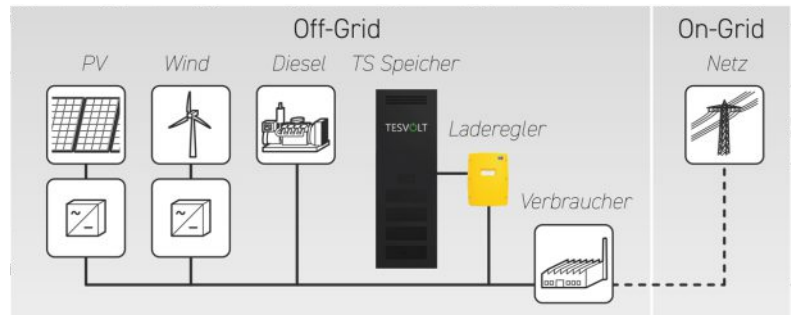 Off-Grid
On-Grid
PV
Wind
Diesel
TS Speicher
Netz
TESVOLT
Laderegler
~
–
~
–
Verbraucher